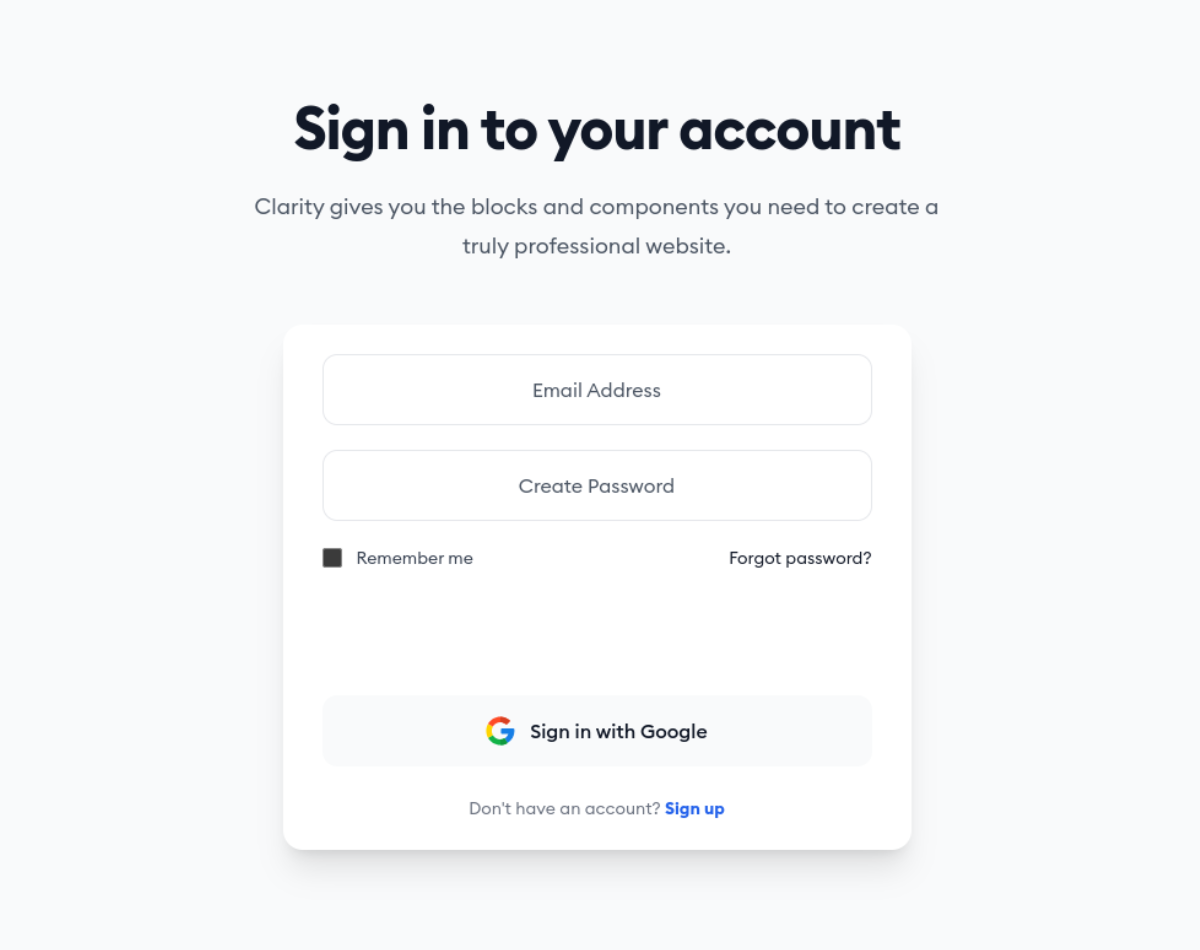 Sign in to your account
Clarity gives you the blocks and components you need to create a
truly professional website.
Email Address
Create Password
Remember me
Forgot password?
Sign in with Google
Don't have an account? Sign up